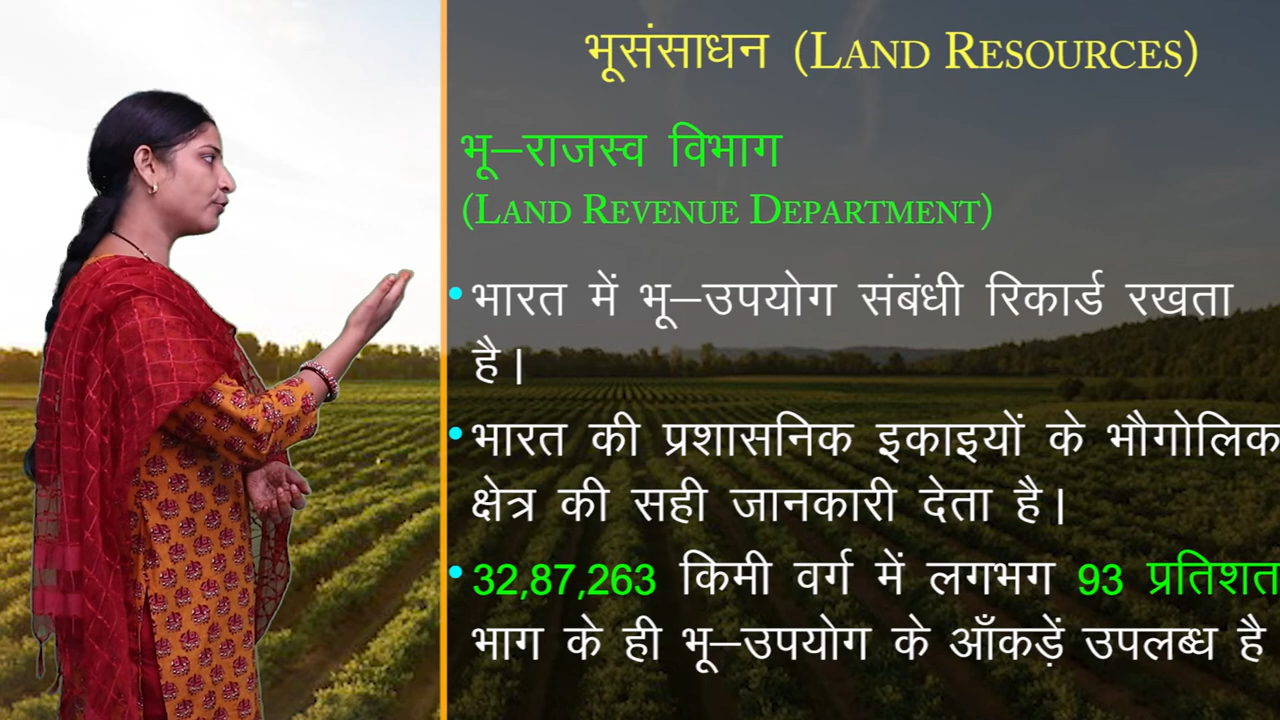 भूसंसाधन (LAND RESOURCES)
भू–राजस्व विभाग
(LAND REVENUE DEPARTMENT)
• भारत में भू–उपयोग संबंधी रिकार्ड रखता
है।
• भारत की प्रशासनिक इकाइयों के भौगोलिक
क्षेत्र की सही जानकारी देता है।
• 32,87,263 किमी वर्ग में लगभग 93 प्रतिशत
भाग के ही भू–उपयोग के आँकड़ें उपलब्ध है